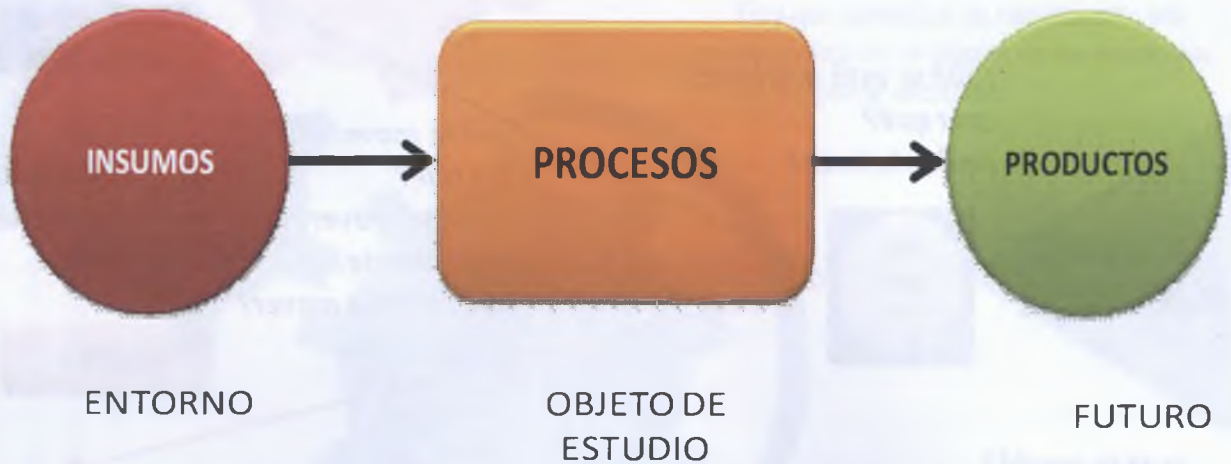 INSUMOS
PROCESOS
PRODUCTOS
ENTORNO
OBJETO DE
ESTUDIO
FUTURO